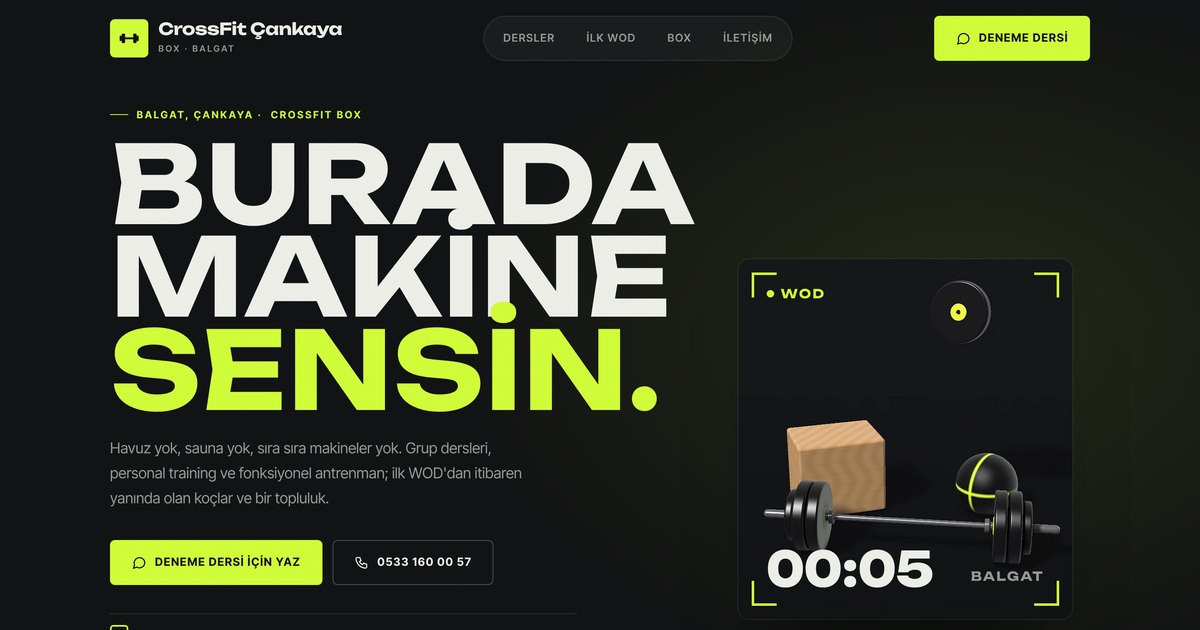 CrossFit Çankaya
BOX · BALGAT
DERSLER
İLK WOD
BOX
İLETİŞİM
DENEME DERSİ
BALGAT, ÇANKAYA · CROSSFIT BOX
BURADA
MAKİNE
SENSİN.
Havuz yok, sauna yok, sıra sıra makineler yok. Grup dersleri,
personal training ve fonksiyonel antrenman; ilk WOD'dan itibaren
yanında olan koçlar ve bir topluluk.
DENEME DERSİ İÇİN YAZ
0533 160 00 57
WOD
00:05
BALGAT